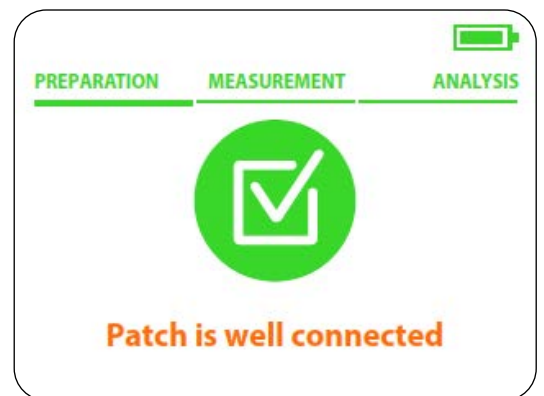 PREPARATION MEASUREMENT ANALYSIS
Patch is well connected